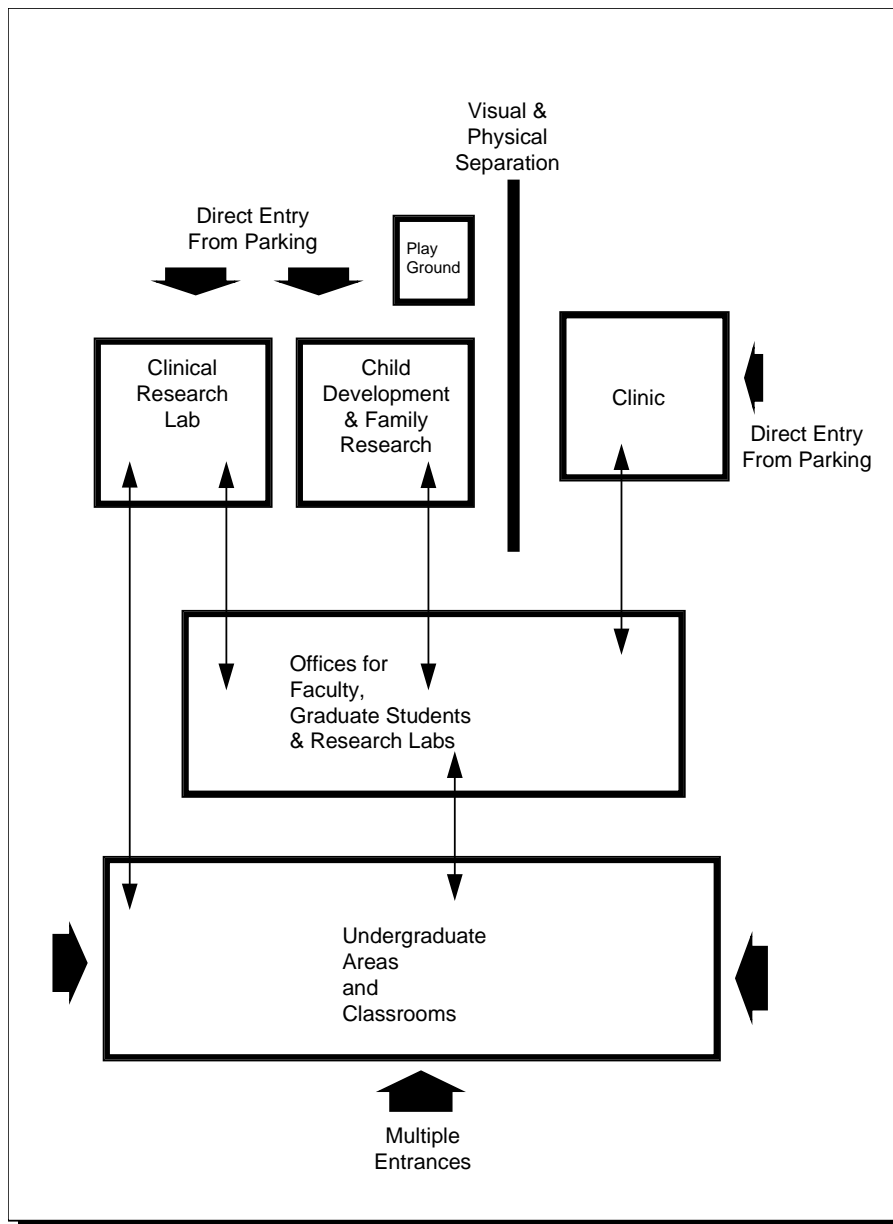 Visual &
Physical
Separation
Direct Entry
From Parking
Play
Ground
Clinical
Research
Lab
Child
Development
& Family
Research
Clinic
Direct Entry
From Parking
Offices for
Faculty,
Graduate Students
& Research Labs
Undergraduate
Areas
and
Classrooms
Multiple
Entrances